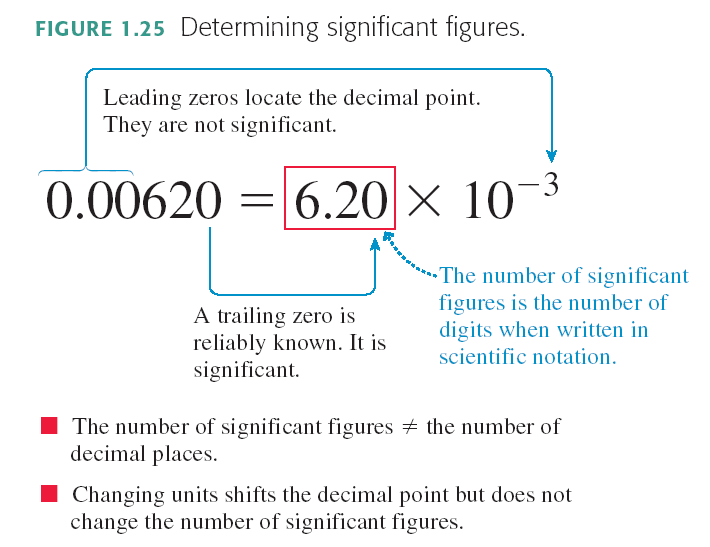 FIGURE 1.25 Determining significant figures.
Leading zeros locate the decimal point.
They are not significant.
0.00620 = 6.20 × 10⁻³
A trailing zero is
reliably known. It is
significant.
The number of significant
figures is the number of
digits when written in
scientific notation.
■ The number of significant figures ≠ the number of
decimal places.
■ Changing units shifts the decimal point but does not
change the number of significant figures.